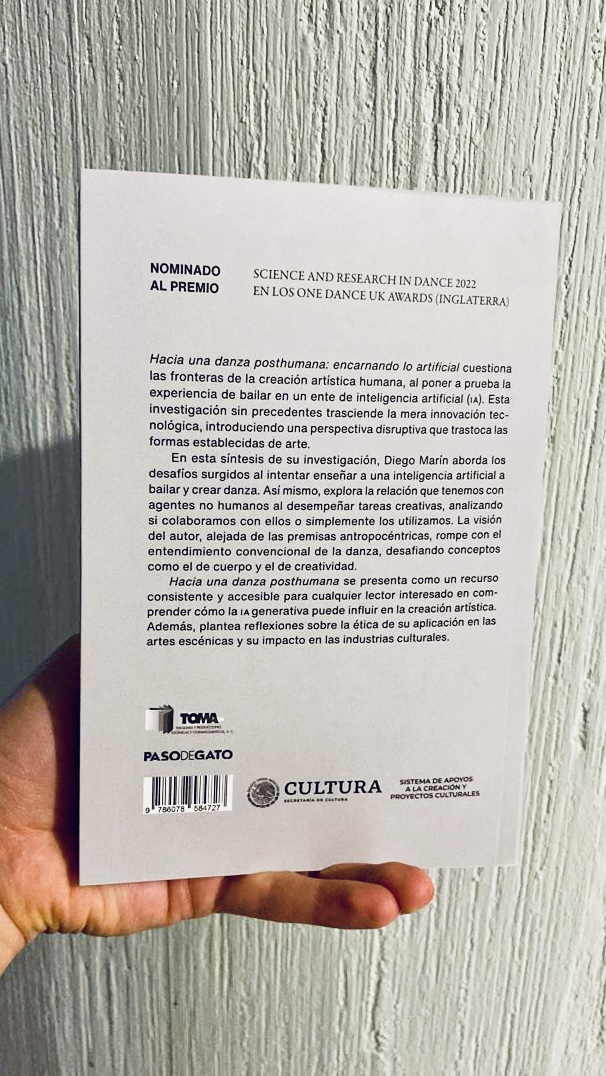 NOMINADO
AL PREMIO
SCIENCE AND RESEARCH IN DANCE 2022
EN LOS ONE DANCE UK AWARDS (INGLATERRA)
Hacia una danza posthumana: encarnando lo artificial cuestiona
las fronteras de la creación artística humana, al poner a prueba la
experiencia de bailar en un ente de inteligencia artificial (IA). Esta
investigación sin precedentes trasciende la mera innovación tec-
nológica, introduciendo una perspectiva disruptiva que trastoca las
formas establecidas de arte.
En esta síntesis de su investigación, Diego Marín aborda los
desafíos surgidos al intentar enseñar a una inteligencia artificial a
bailar y crear danza. Así mismo, explora la relación que tenemos con
agentes no humanos al desempeñar tareas creativas, analizando
si colaboramos con ellos o simplemente los utilizamos. La visión
del autor, alejada de las premisas antropocéntricas, rompe con el
entendimiento convencional de la danza, desafiando conceptos
como el de cuerpo y el de creatividad.
Hacia una danza posthumana se presenta como un recurso
consistente y accesible para cualquier lector interesado en com-
prender cómo la IA generativa puede influir en la creación artística.
Además, plantea reflexiones sobre la ética de su aplicación en las
artes escénicas y su impacto en las industrias culturales.
TOMA
EDICIONES Y PRODUCCIONES
ESCÉNICAS Y CINEMATOGRÁFICAS, A. C.
PASODEGATO
9 786078 584727
CULTURA
SECRETARÍA DE CULTURA
SISTEMA DE APOYOS
A LA CREACIÓN Y
PROYECTOS CULTURALES